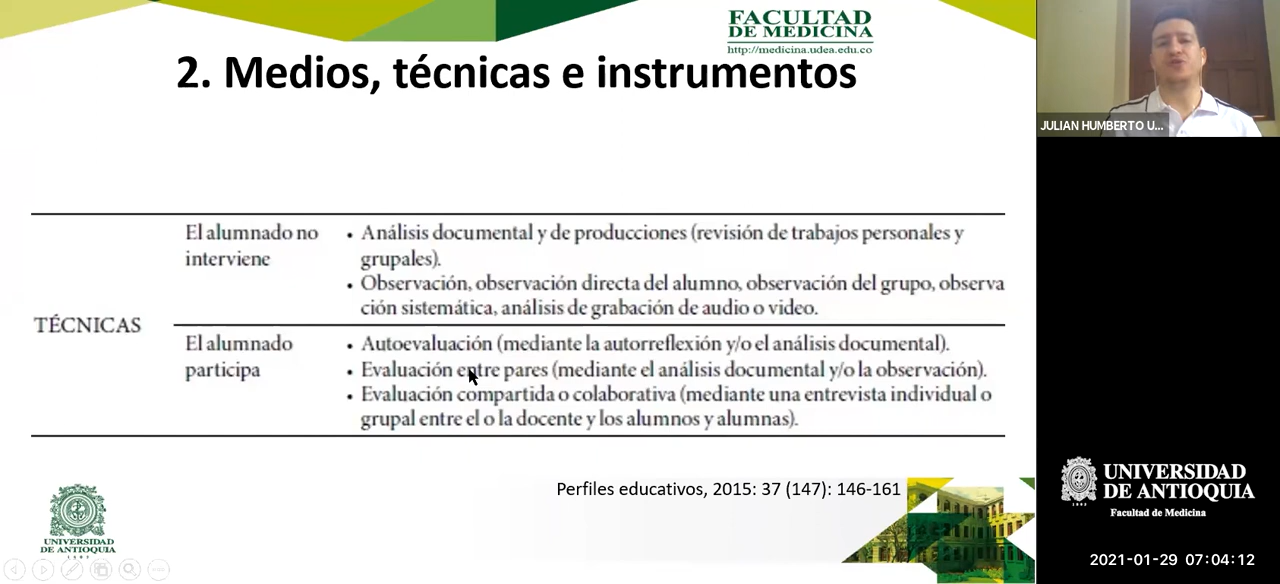 FACULTAD
DE MEDICINA
http://medicina.udea.edu.co
2. Medios, técnicas e instrumentos
JULIAN HUMBERTO U...
TÉCNICAS
El alumnado no
interviene
• Análisis documental y de producciones (revisión de trabajos personales y
grupales).
• Observación, observación directa del alumno, observación del grupo, observa
ción sistemática, análisis de grabación de audio o video.
El alumnado
participa
• Autoevaluación (mediante la autorreflexión y/o el análisis documental).
• Evaluación entre pares (mediante el análisis documental y/o la observación).
• Evaluación compartida o colaborativa (mediante una entrevista individual o
grupal entre el o la docente y los alumnos y alumnas).
Perfiles educativos, 2015: 37 (147): 146-161
UNIVERSIDAD
DE ANTIOQUIA
UNIVERSIDAD
DE ANTIOQUIA
1803
Facultad de Medicina
2021-01-29 07:04:12